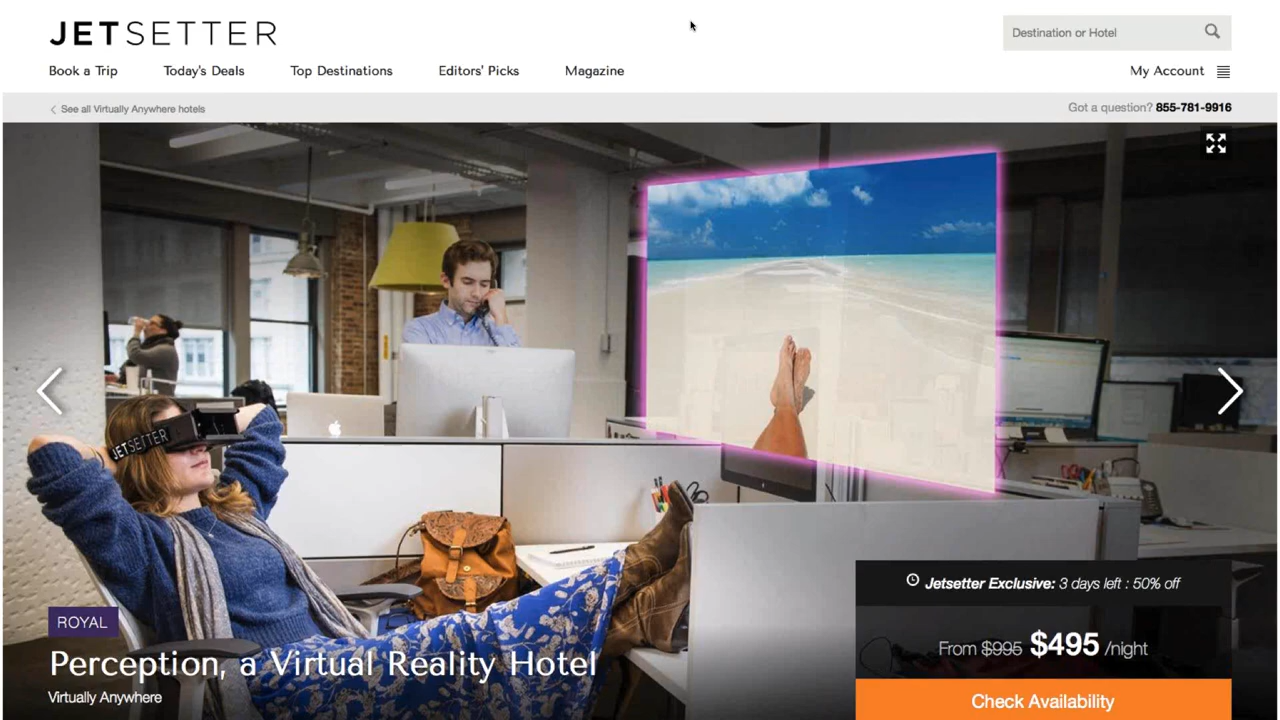 JETSETTER
Destination or Hotel
Book a Trip Today's Deals Top Destinations Editors' Picks Magazine My Account
See all Virtually Anywhere hotels Got a question? 855-781-9916
JETSETTER
ROYAL
Perception, a Virtual Reality Hotel
Virtually Anywhere
Jetsetter Exclusive: 3 days left : 50% off
From $995 $495 /night
Check Availability